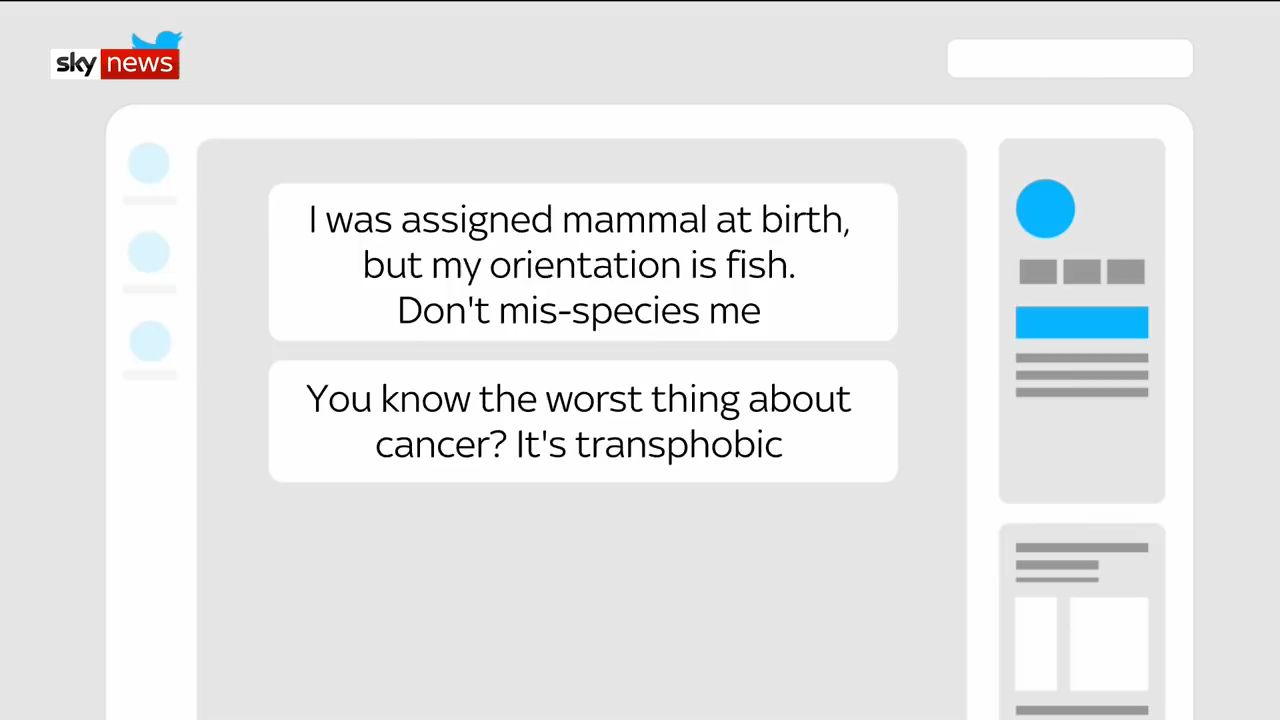 sky news
I was assigned mammal at birth,
but my orientation is fish.
Don't mis-species me
You know the worst thing about
cancer? It's transphobic